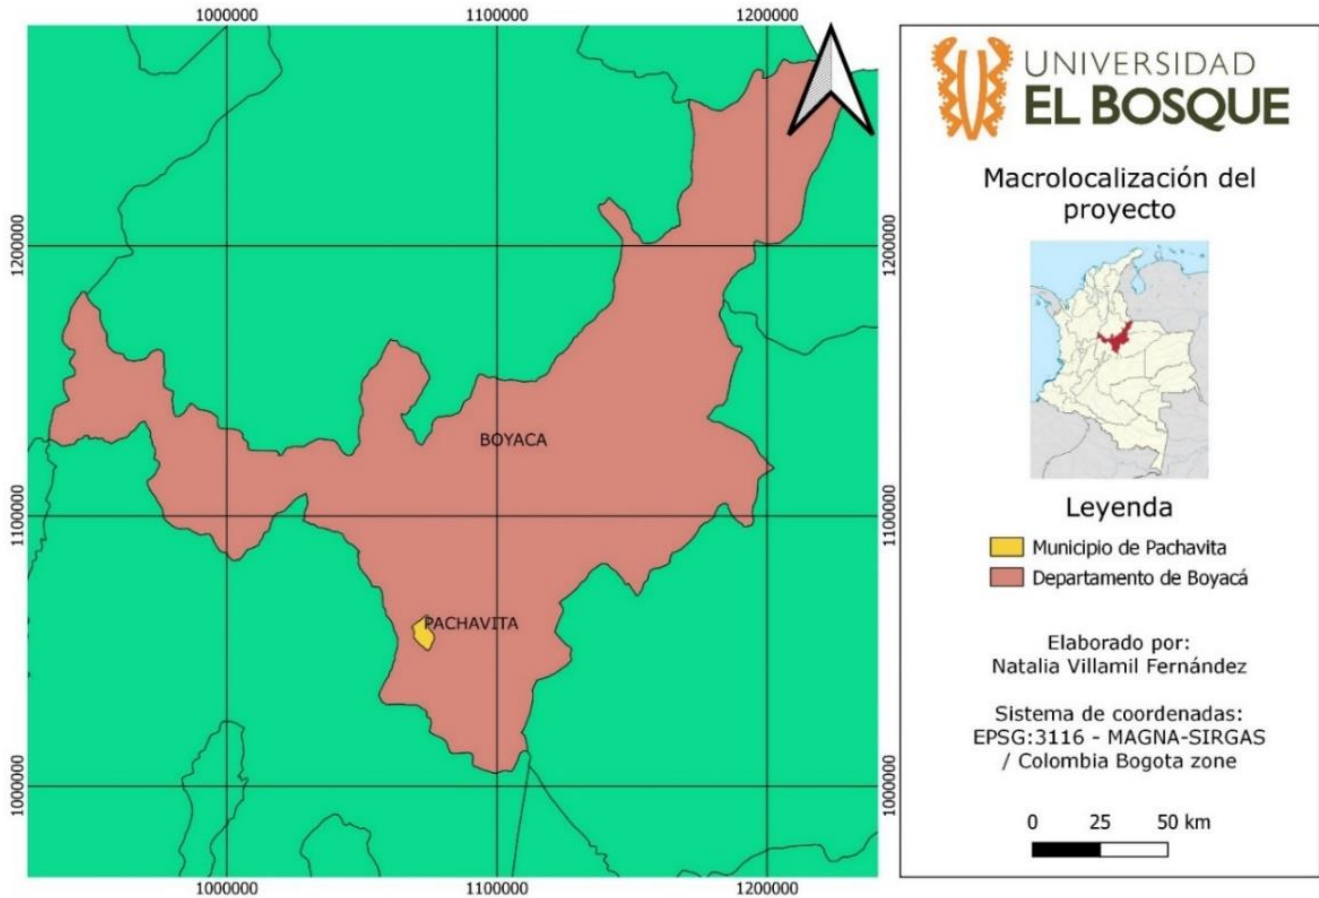 1000000 1100000 1200000
1200000 1200000
BOYACA
1100000 1100000
PACHAVITA
1000000 1000000
1000000 1100000 1200000
UNIVERSIDAD
EL BOSQUE
Macrolocalización del
proyecto
Leyenda
Municipio de Pachavita
Departamento de Boyacá
Elaborado por:
Natalia Villamil Fernández
Sistema de coordenadas:
EPSG:3116 - MAGNA-SIRGAS
/ Colombia Bogota zone
0 25 50 km